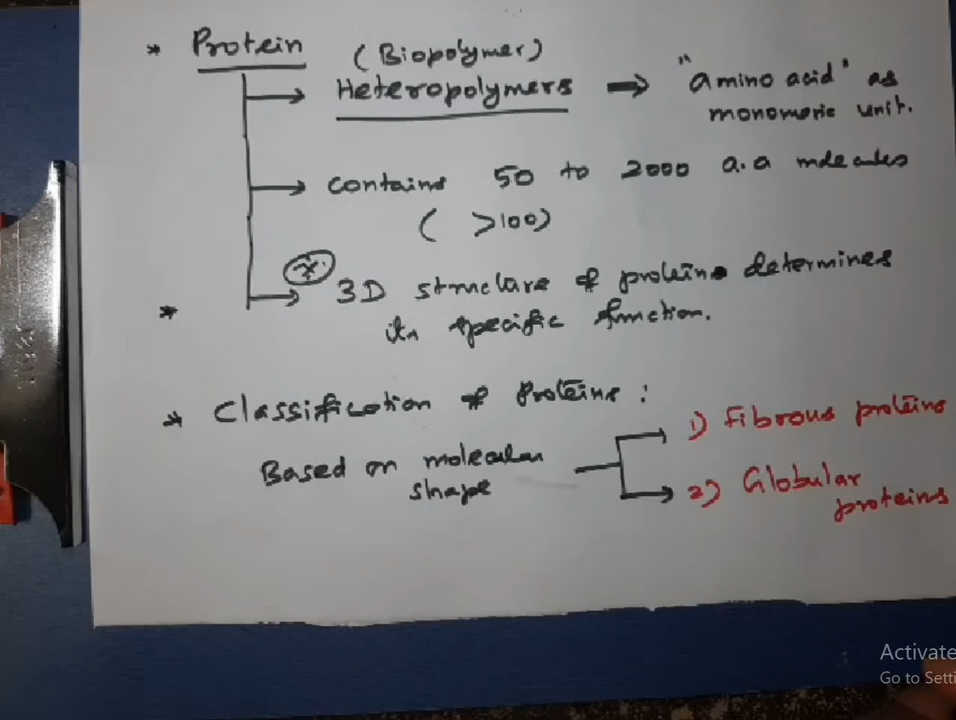 * Protein (Biopolymer)
Heteropolymers ⇒ "amino acid" as
monomeric unit.
contains 50 to 2000 a.a molecules
( >100)
* 3D structure of proteins determines
its specific function.
* Classification of Proteins :
Based on molecular
shape
1) Fibrous proteins
2) Globular
proteins
Activate
Go to Setti